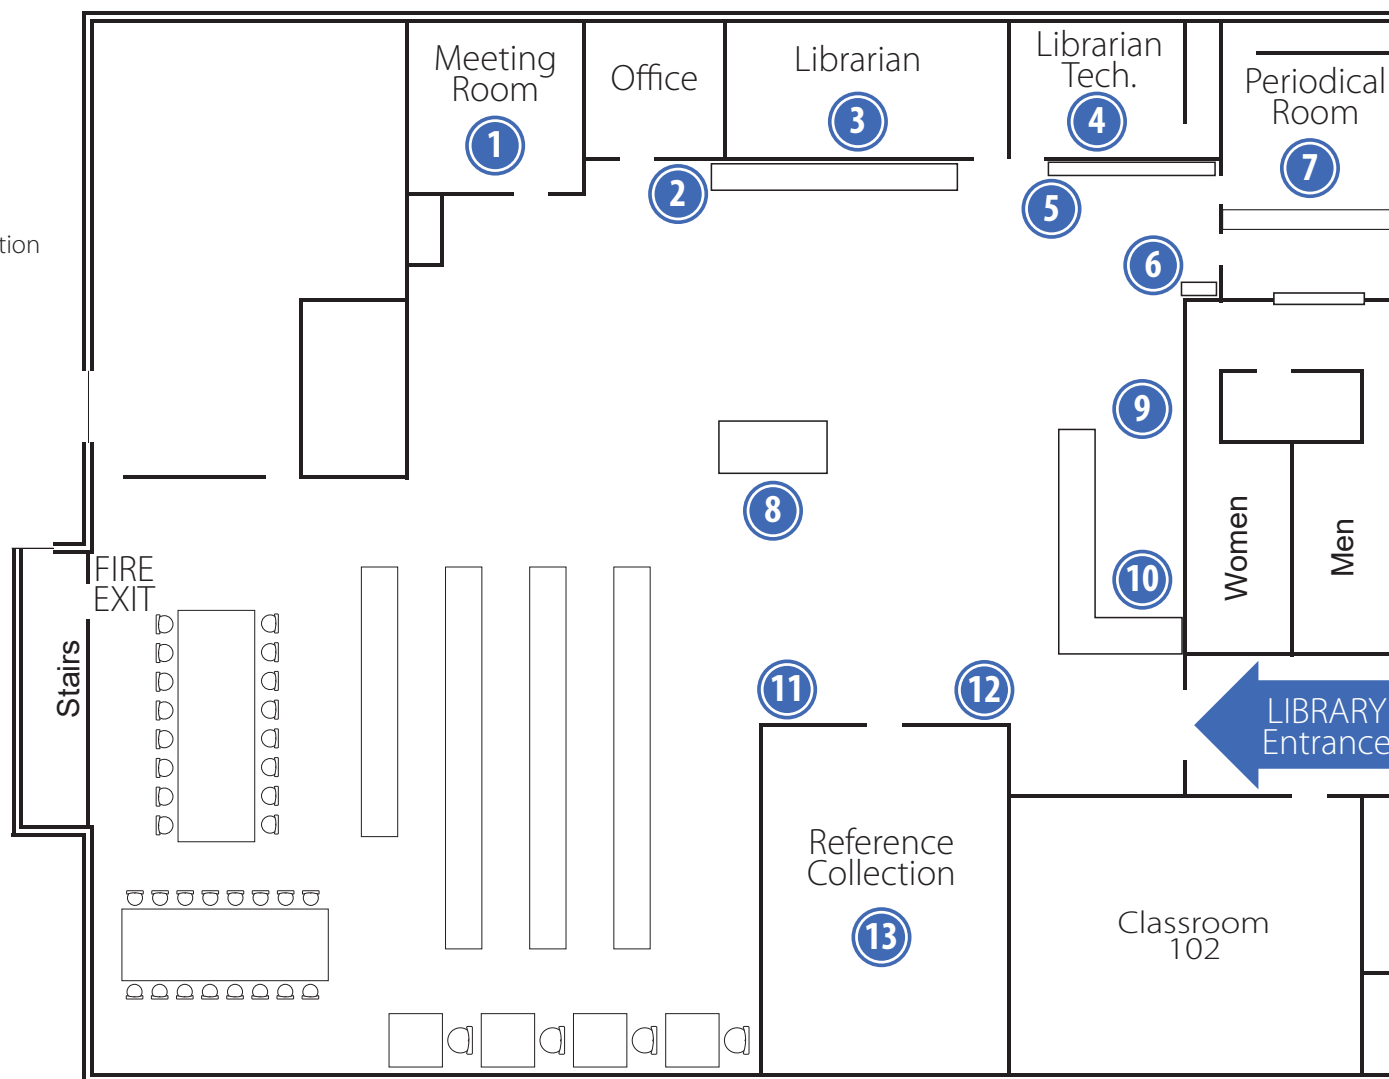 Meeting
Room
1
Office
Librarian
3
Librarian
Tech.
4
Periodical
Room
7
2
5
tion
6
9
8
FIRE
EXIT
10
Women
Men
Stairs
11
12
LIBRARY
Entrance
Reference
Collection
13
Classroom
102